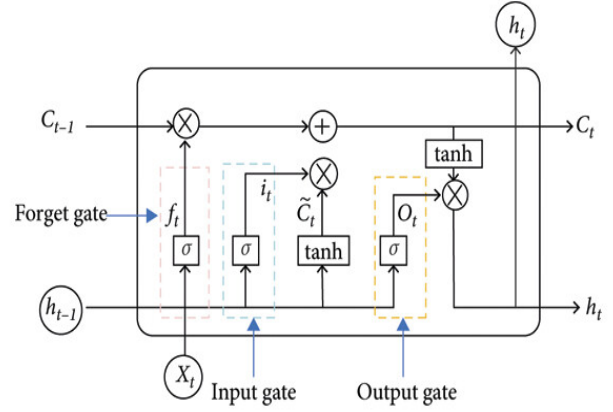 h_t
C_{t-1}
C_t
tanh
i_t
C̃_t
O_t
Forget gate
f_t
σ
σ
tanh
σ
h_{t-1}
h_t
X_t
Input gate
Output gate